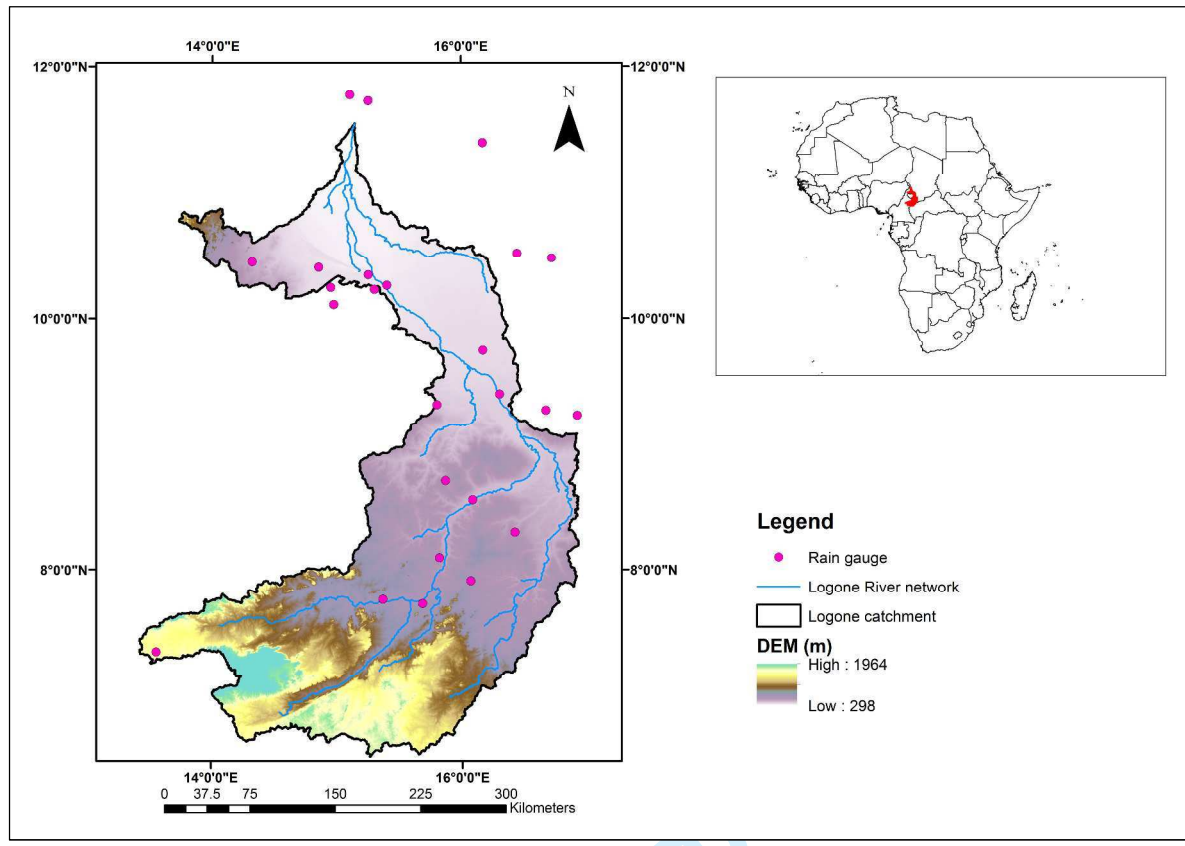 14°0'0"E 16°0'0"E
12°0'0"N 12°0'0"N
N
10°0'0"N 10°0'0"N
8°0'0"N 8°0'0"N
14°0'0"E 16°0'0"E
0 37.5 75 150 225 300
Kilometers
Legend
Rain gauge
Logone River network
Logone catchment
DEM (m)
High : 1964
Low : 298